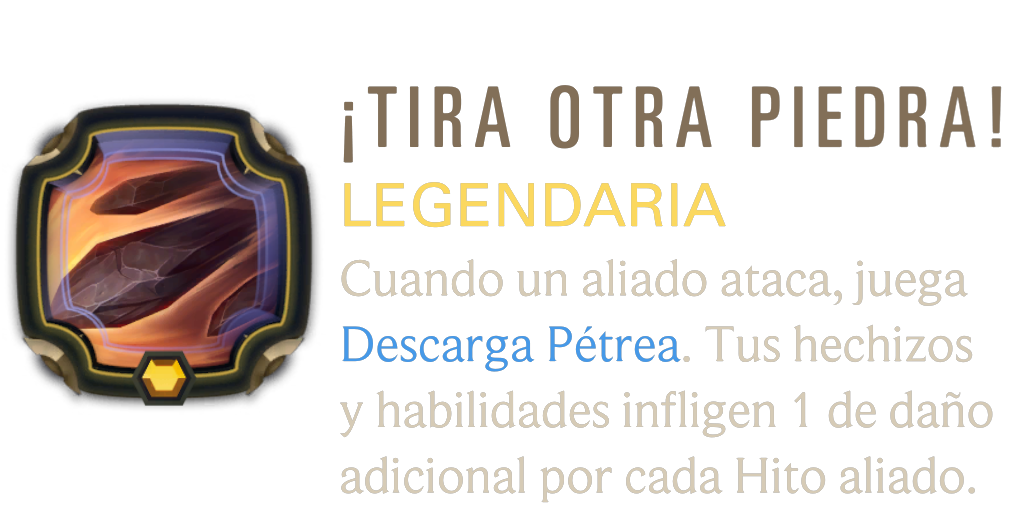 ¡TIRA OTRA PIEDRA!
LEGENDARIA
Cuando un aliado ataca, juega
Descarga Pétrea. Tus hechizos
y habilidades infligen 1 de daño
adicional por cada Hito aliado.